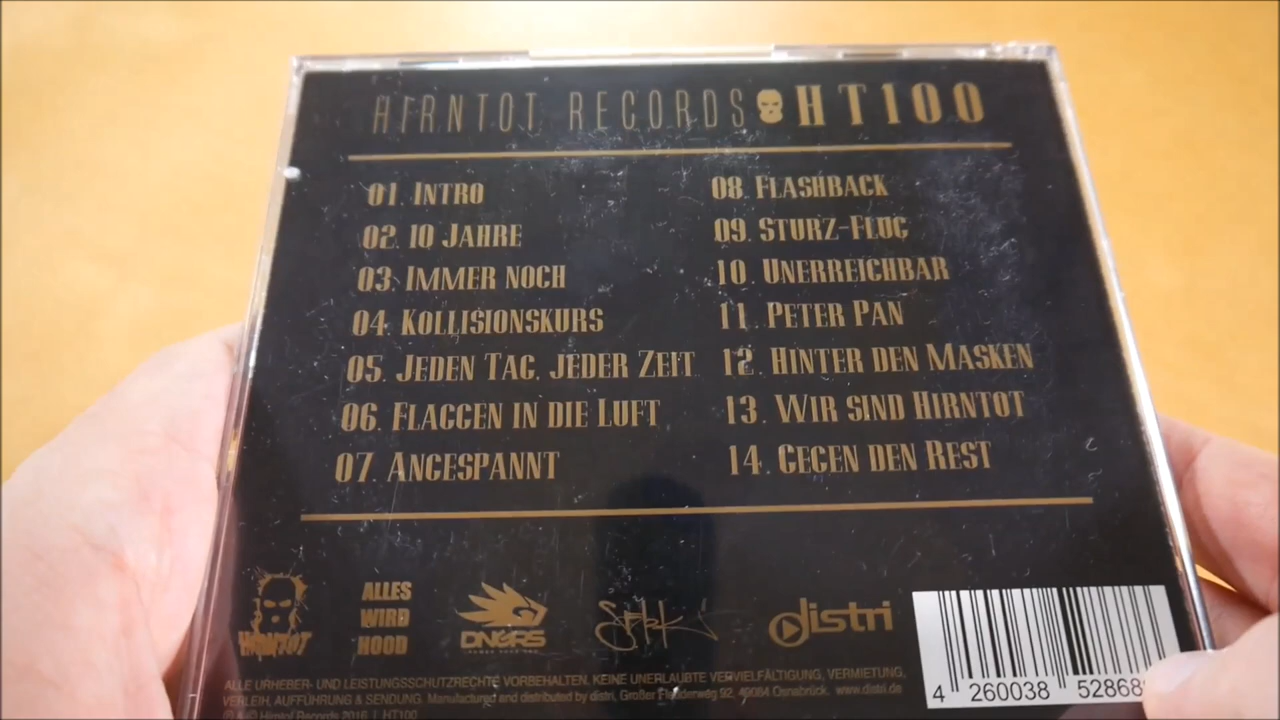 HIRNTOT RECORDS HT100
01. INTRO
02. 10 JAHRE
03. IMMER NOCH
04. KOLLISIONSKURS
05. JEDEN TAG, JEDER ZEIT
06. FLAGGEN IN DIE LUFT
07. ANGESPANNT
08. FLASHBACK
09. STURZ-FLUG
10. UNERREICHBAR
11. PETER PAN
12. HINTER DEN MASKEN
13. WIR SIND HIRNTOT
14. GEGEN DEN REST
HIRNTOT
ALLES
WIRD
HOOD
DNGRS
distri
ALLE URHEBER- UND LEISTUNGSSCHUTZRECHTE VORBEHALTEN. KEINE UNERLAUBTE VERVIELFÄLTIGUNG, VERMIETUNG,
VERLEIH, AUFFÜHRUNG & SENDUNG. Manufactured and distributed by distri, Großer Fledderweg 92, 49084 Osnabrück. www.distri.de
Hirntot Records 2016 | HT100
4 260038 52868